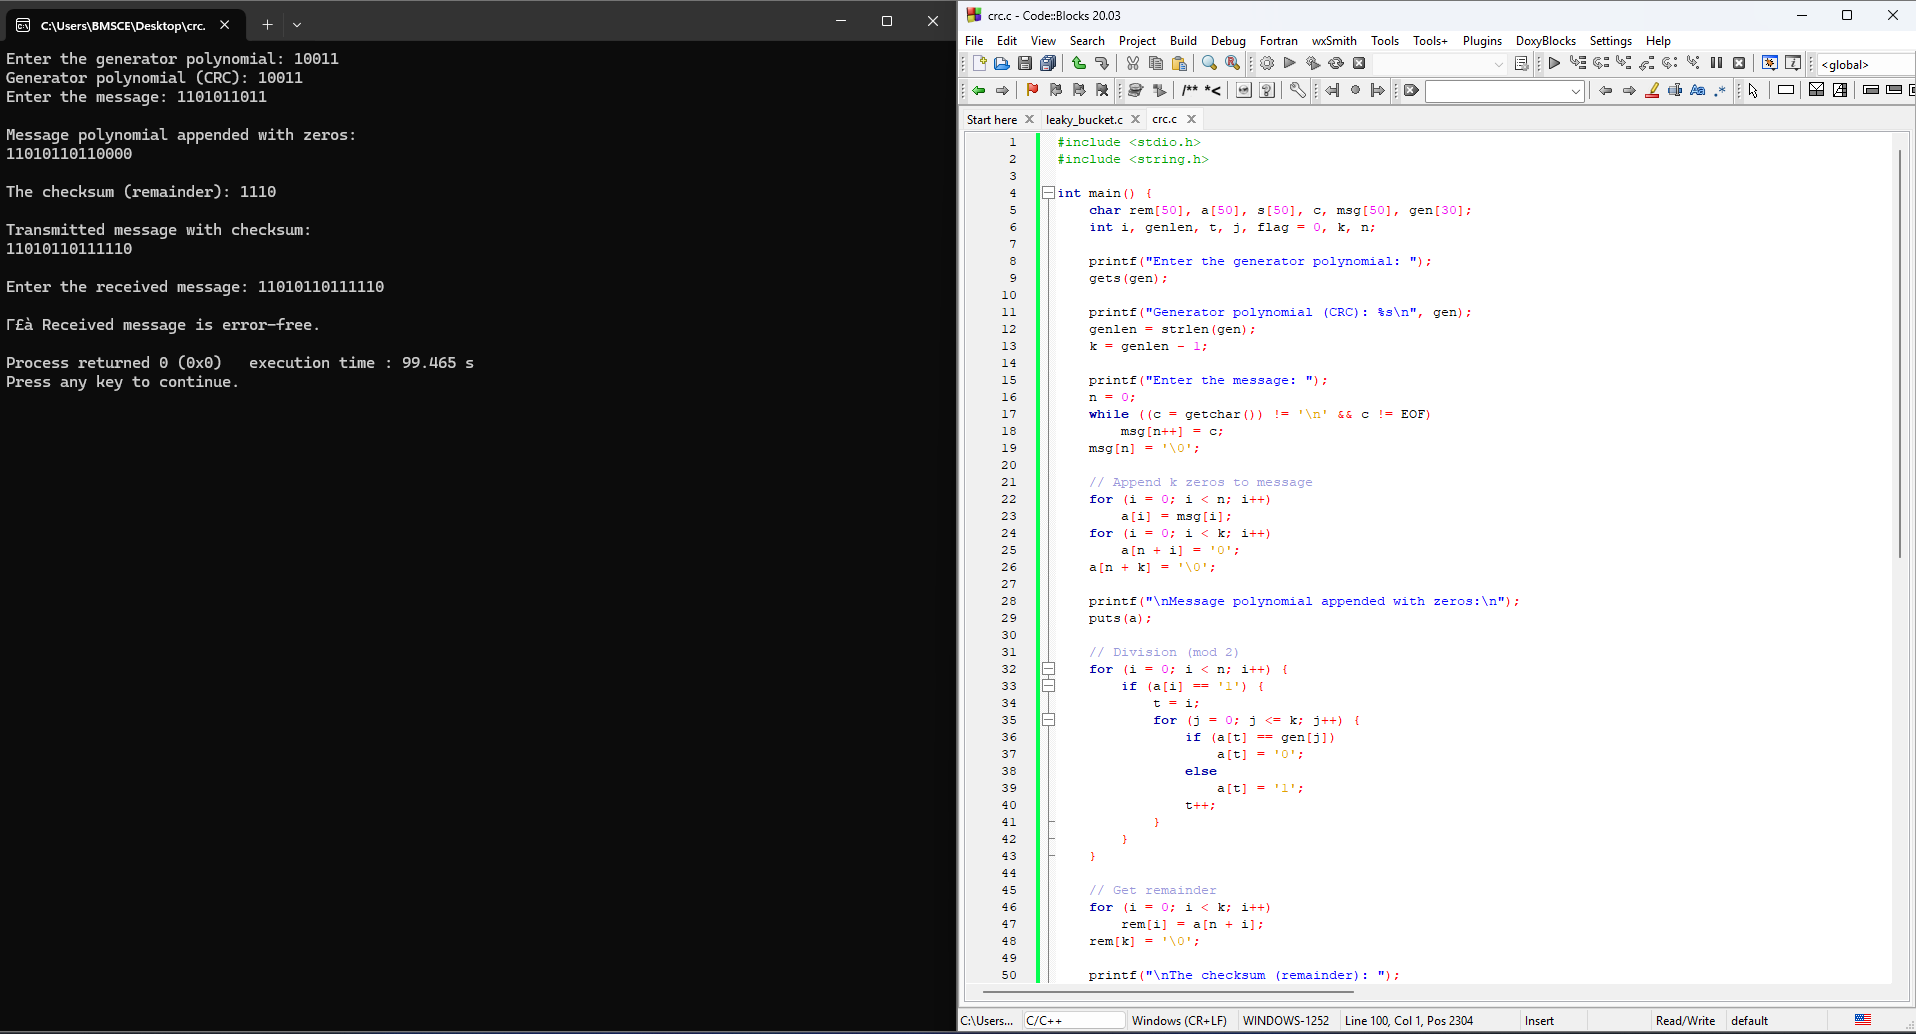 C:\Users\BMSCE\Desktop\crc.
Enter the generator polynomial: 10011
Generator polynomial (CRC): 10011
Enter the message: 1101011011
Message polynomial appended with zeros:
11010110110000
The checksum (remainder): 1110
Transmitted message with checksum:
11010110111110
Enter the received message: 11010110111110
Γ£à Received message is error-free.
Process returned 0 (0x0)   execution time : 99.465 s
Press any key to continue.
crc.c - Code::Blocks 20.03
File Edit View Search Project Build Debug Fortran wxSmith Tools Tools+ Plugins DoxyBlocks Settings Help
<global>
/** *<
Aa .*
Start here leaky_bucket.c crc.c
1 #include <stdio.h>
2 #include <string.h>
3
4 int main() {
5     char rem[50], a[50], s[50], c, msg[50], gen[30];
6     int i, genlen, t, j, flag = 0, k, n;
7
8     printf("Enter the generator polynomial: ");
9     gets(gen);
10
11     printf("Generator polynomial (CRC): %s\n", gen);
12     genlen = strlen(gen);
13     k = genlen - 1;
14
15     printf("Enter the message: ");
16     n = 0;
17     while ((c = getchar()) != '\n' && c != EOF)
18         msg[n++] = c;
19     msg[n] = '\0';
20
21     // Append k zeros to message
22     for (i = 0; i < n; i++)
23         a[i] = msg[i];
24     for (i = 0; i < k; i++)
25         a[n + i] = '0';
26     a[n + k] = '\0';
27
28     printf("\nMessage polynomial appended with zeros:\n");
29     puts(a);
30
31     // Division (mod 2)
32     for (i = 0; i < n; i++) {
33         if (a[i] == '1') {
34             t = i;
35             for (j = 0; j <= k; j++) {
36                 if (a[t] == gen[j])
37                     a[t] = '0';
38                 else
39                     a[t] = '1';
40                 t++;
41             }
42         }
43     }
44
45     // Get remainder
46     for (i = 0; i < k; i++)
47         rem[i] = a[n + i];
48     rem[k] = '\0';
49
50     printf("\nThe checksum (remainder): ");
C:\Users... C/C++ Windows (CR+LF) WINDOWS-1252 Line 100, Col 1, Pos 2304 Insert Read/Write default